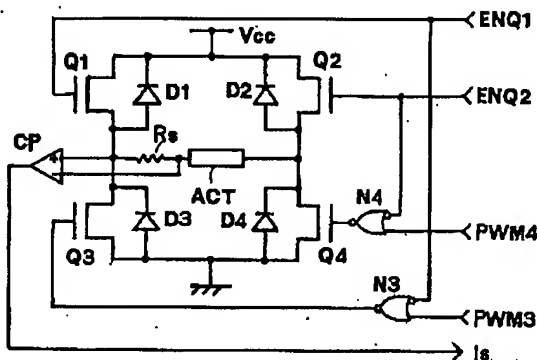 ENQ1
Vcc
Q1
Q2
D1
D2
ENQ2
CP
Rs
+
-
ACT
N4
D3
D4
PWM4
Q3
Q4
N3
PWM3
Is